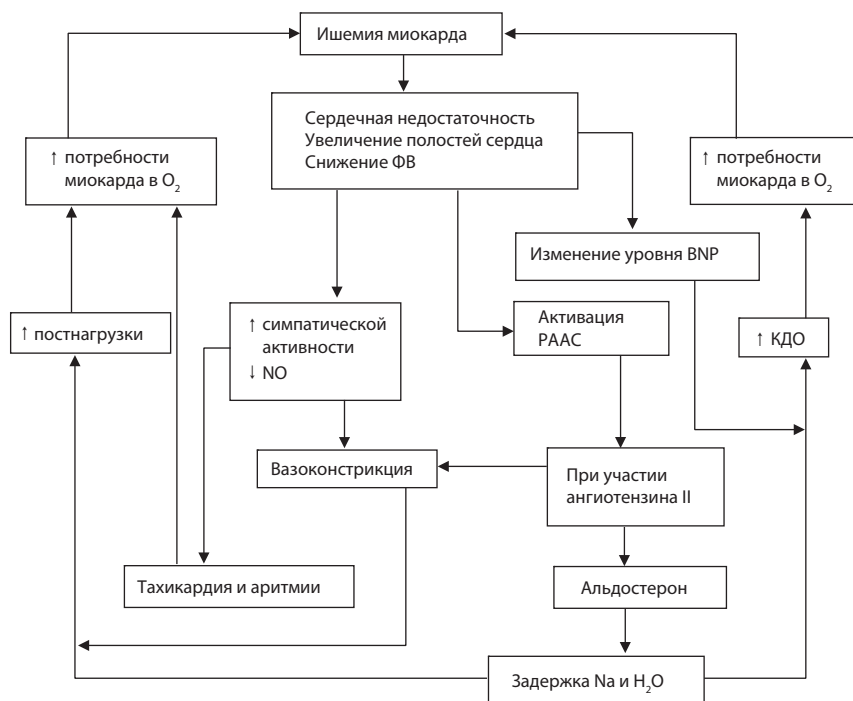 Ишемия миокарда
Сердечная недостаточность
Увеличение полостей сердца
Снижение ФВ
↑ потребности
миокарда в O₂
↑ потребности
миокарда в O₂
Изменение уровня BNP
↑ постнагрузки
↑ симпатической
активности
↓ NO
Активация
РААС
↑ КДО
Вазоконстрикция
При участии
ангиотензина II
Тахикардия и аритмии
Альдостерон
Задержка Na и H₂O